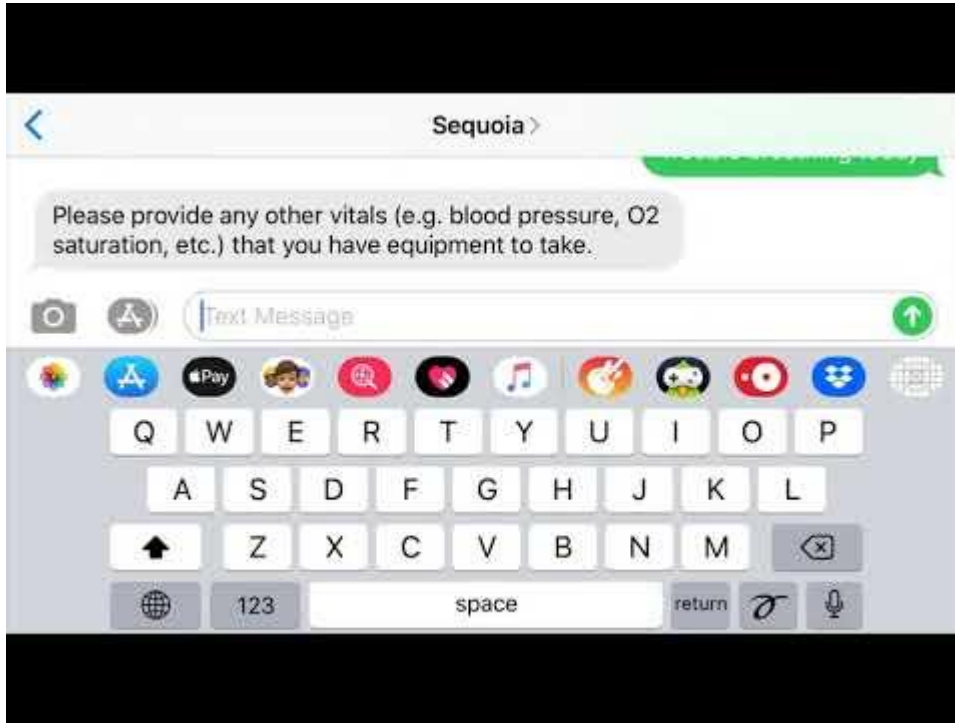 Sequoia
Please provide any other vitals (e.g. blood pressure, O2
saturation, etc.) that you have equipment to take.
Text Message
Pay
Q W E R T Y U I O P
A S D F G H J K L
Z X C V B N M
123 space return